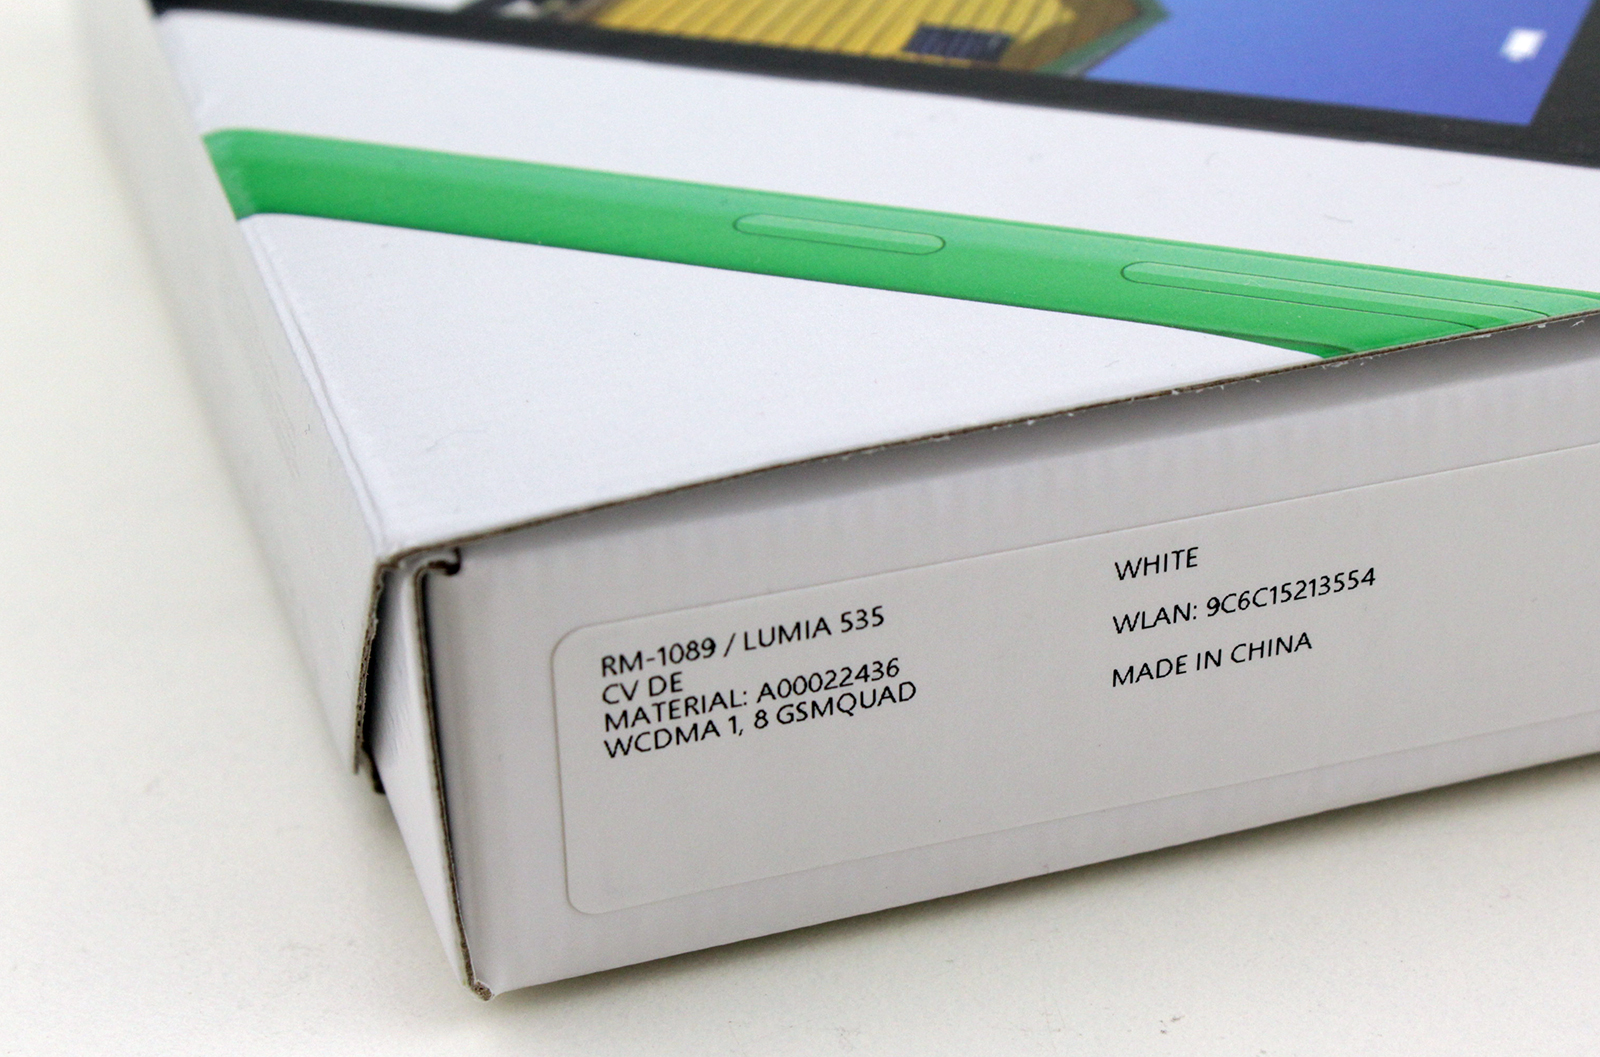 RM-1089 / LUMIA 535
CV DE
MATERIAL: A00022436
WCDMA 1, 8 GSMQUAD
WHITE
WLAN: 9C6C15213554
MADE IN CHINA